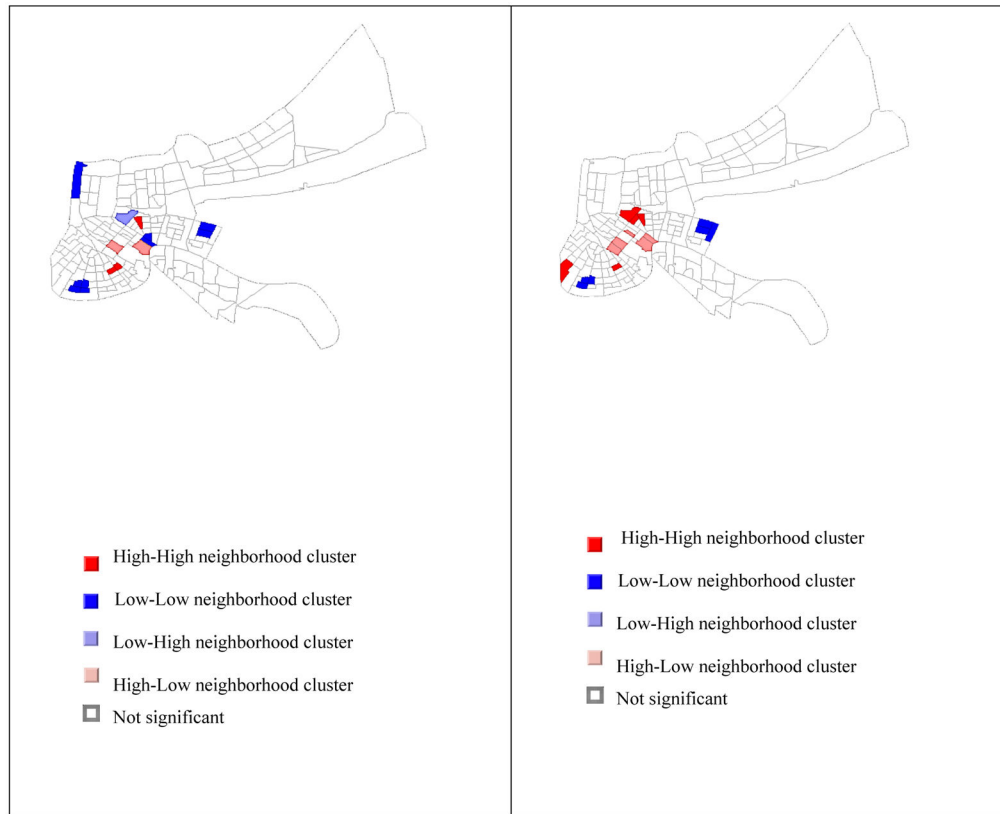 High-High neighborhood cluster
Low-Low neighborhood cluster
Low-High neighborhood cluster
High-Low neighborhood cluster
Not significant
High-High neighborhood cluster
Low-Low neighborhood cluster
Low-High neighborhood cluster
High-Low neighborhood cluster
Not significant